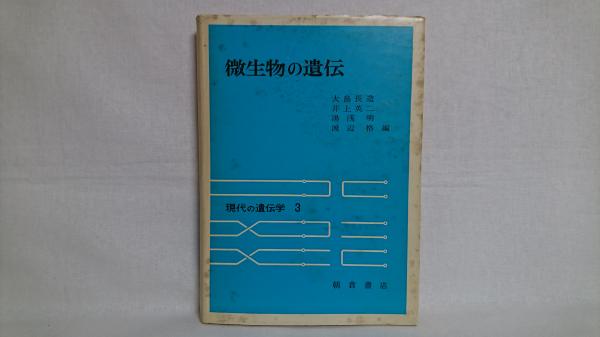 微生物の遺伝
大島長造
井上英二
湯浅明
渡辺格編
現代の遺伝学 3
朝倉書店